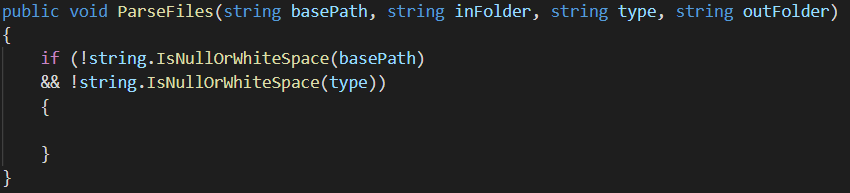 public void ParseFiles(string basePath, string inFolder, string type, string outFolder)
{
    if (!string.IsNullOrWhiteSpace(basePath)
    && !string.IsNullOrWhiteSpace(type))
    {

    }
}